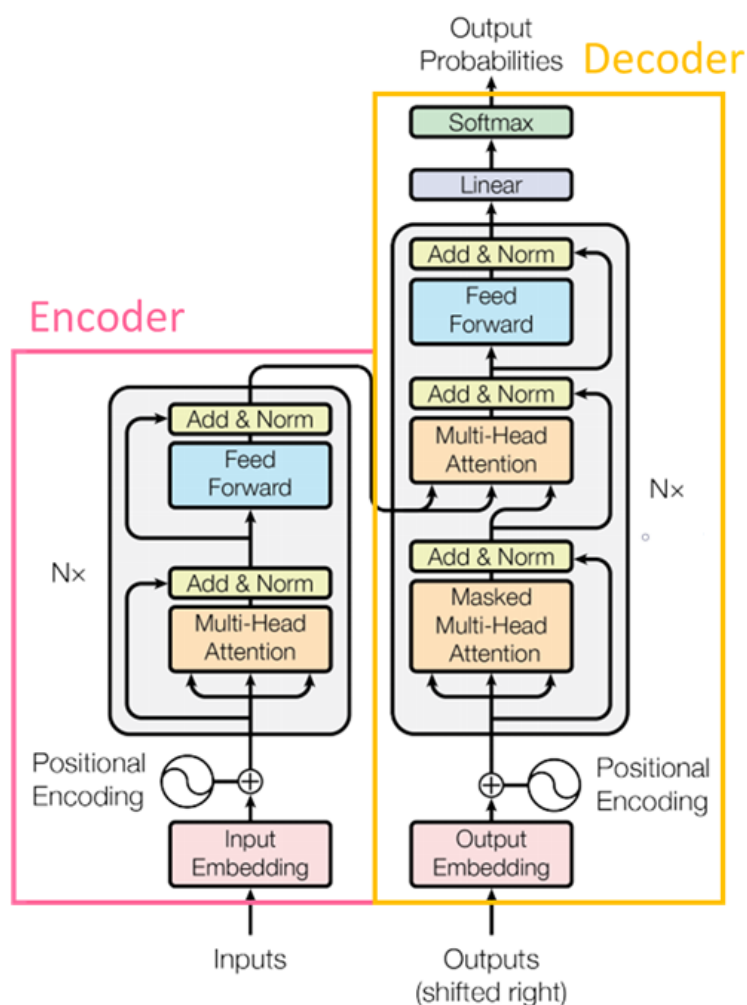 Output
Probabilities
Decoder
Softmax
Linear
Add & Norm
Feed
Forward
Add & Norm
Multi-Head
Attention
N×
Add & Norm
Masked
Multi-Head
Attention
Positional
Encoding
Output
Embedding
Outputs
(shifted right)
Encoder
Add & Norm
Feed
Forward
N×
Add & Norm
Multi-Head
Attention
Positional
Encoding
Input
Embedding
Inputs